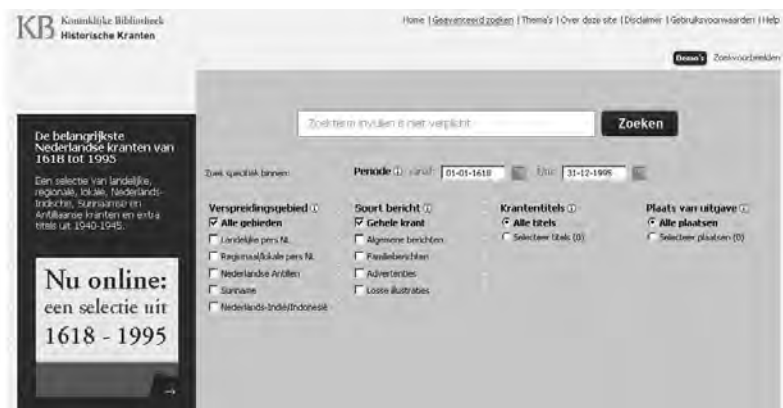 KB Koninklijke Bibliotheek
Historische Kranten
Home | Geavanceerd zoeken | Thema's | Over deze site | Disclaimer | Gebruiksvoorwaarden | Help
Demo's Zoekvoorbeelden
De belangrijkste
Nederlandse kranten van
1618 tot 1995
Een selectie van landelijke,
regionale, lokale, Nederlands-
Indische, Surinaamse en
Antilliaanse kranten en extra
titels uit 1940-1945.
Nu online:
een selectie uit
1618 - 1995
→
Zoekterm invullen is niet verplicht
Zoeken
Zoek specifiek binnen:
Periode vanaf: 01-01-1618 t/m: 31-12-1995
Verspreidingsgebied
Alle gebieden
Landelijke pers NL
Regionaal/lokale pers NL
Nederlandse Antillen
Suriname
Nederlands-Indië/Indonesië
Soort bericht
Gehele krant
Algemene berichten
Familieberichten
Advertenties
Losse illustraties
Krantentitels
Alle titels
Selecteer titels (0)
Plaats van uitgave
Alle plaatsen
Selecteer plaatsen (0)